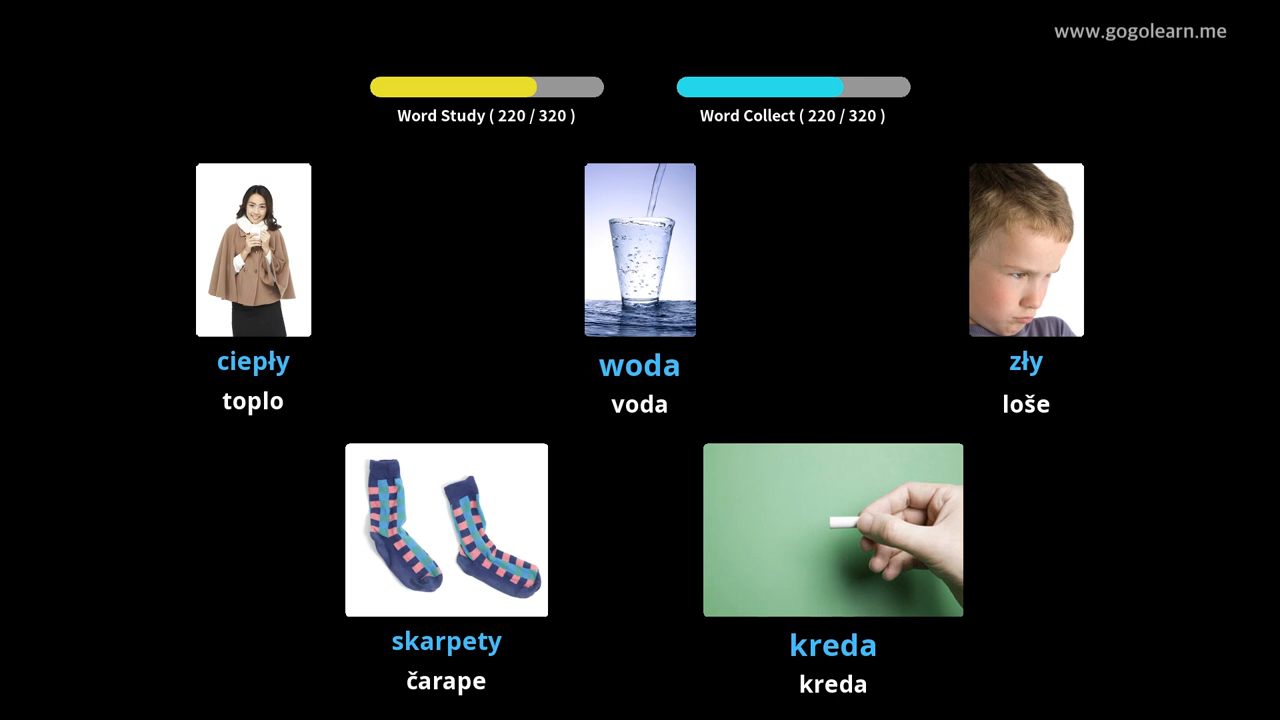 www.gogolearn.me
Word Study ( 220 / 320 )
Word Collect ( 220 / 320 )
ciepły
toplo
woda
voda
zły
loše
skarpety
čarape
kreda
kreda